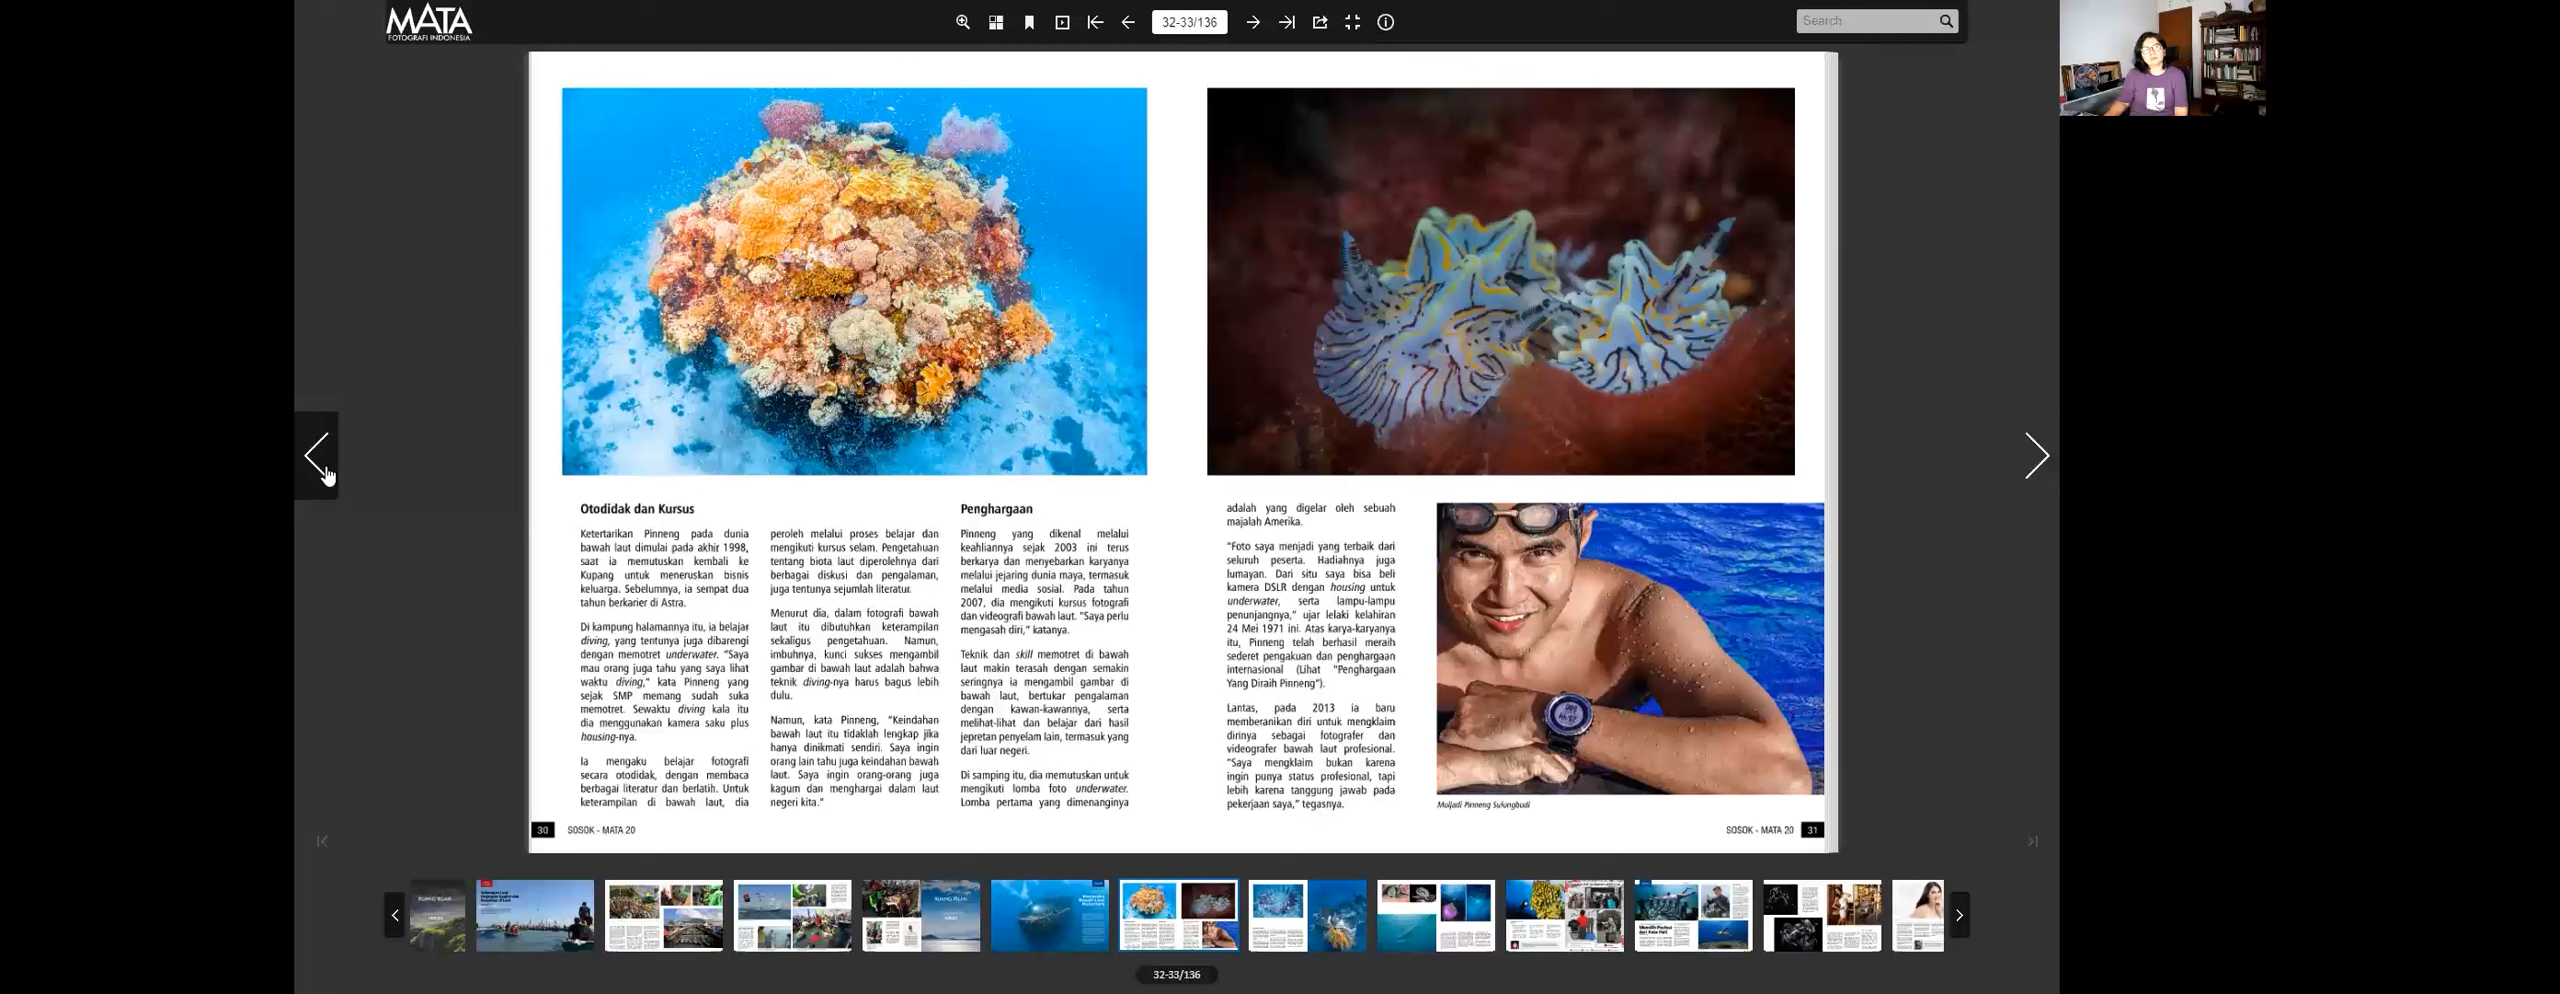 MATA
FOTOGRAFI INDONESIA
32-33/136
Search
Otodidak dan Kursus
Ketertarikan Pinneng pada dunia
bawah laut dimulai pada akhir 1998,
saat ia memutuskan kembali ke
Kupang untuk meneruskan bisnis
keluarga. Sebelumnya, ia sempat dua
tahun berkarier di Astra.
Di kampung halamannya itu, ia belajar
diving, yang tentunya juga dibarengi
dengan memotret underwater. "Saya
mau orang juga tahu yang saya lihat
waktu diving," kata Pinneng yang
sejak SMP memang sudah suka
memotret. Sewaktu diving kala itu
dia menggunakan kamera saku plus
housing-nya.
Ia mengaku belajar fotografi
secara otodidak, dengan membaca
berbagai literatur dan berlatih. Untuk
keterampilan di bawah laut, dia
peroleh melalui proses belajar dan
mengikuti kursus selam. Pengetahuan
tentang biota laut diperolehnya dari
berbagai diskusi dan pengalaman,
juga tentunya sejumlah literatur.
Menurut dia, dalam fotografi bawah
laut itu dibutuhkan keterampilan
sekaligus pengetahuan. Namun,
imbuhnya, kunci sukses mengambil
gambar di bawah laut adalah bahwa
teknik diving-nya harus bagus lebih
dulu.
Namun, kata Pinneng, "Keindahan
bawah laut itu tidaklah lengkap jika
hanya dinikmati sendiri. Saya ingin
orang lain tahu juga keindahan bawah
laut. Saya ingin orang-orang juga
kagum dan menghargai dalam laut
negeri kita."
Penghargaan
Pinneng yang dikenal melalui
keahliannya sejak 2003 ini terus
berkarya dan menyebarkan karyanya
melalui jejaring dunia maya, termasuk
melalui media sosial. Pada tahun
2007, dia mengikuti kursus fotografi
dan videografi bawah laut. "Saya perlu
mengasah diri," katanya.
Teknik dan skill memotret di bawah
laut makin terasah dengan semakin
seringnya ia mengambil gambar di
bawah laut, bertukar pengalaman
dengan kawan-kawannya, serta
melihat-lihat dan belajar dari hasil
jepretan penyelam lain, termasuk yang
dari luar negeri.
Di samping itu, dia memutuskan untuk
mengikuti lomba foto underwater.
Lomba pertama yang dimenanginya
adalah yang digelar oleh sebuah
majalah Amerika.
"Foto saya menjadi yang terbaik dari
seluruh peserta. Hadiahnya juga
lumayan. Dari situ saya bisa beli
kamera DSLR dengan housing untuk
underwater, serta lampu-lampu
penunjangnya," ujar lelaki kelahiran
24 Mei 1971 ini. Atas karya-karyanya
itu, Pinneng telah berhasil meraih
sederet pengakuan dan penghargaan
internasional (Lihat "Penghargaan
Yang Diraih Pinneng").
Lantas, pada 2013 ia baru
memberanikan diri untuk mengklaim
dirinya sebagai fotografer dan
videografer bawah laut profesional.
"Saya mengklaim bukan karena
ingin punya status profesional, tapi
lebih karena tanggung jawab pada
pekerjaan saya," tegasnya.
Muljadi Pinneng Sulungbudi
30 SOSOK - MATA 20
SOSOK - MATA 20 31
32-33/136